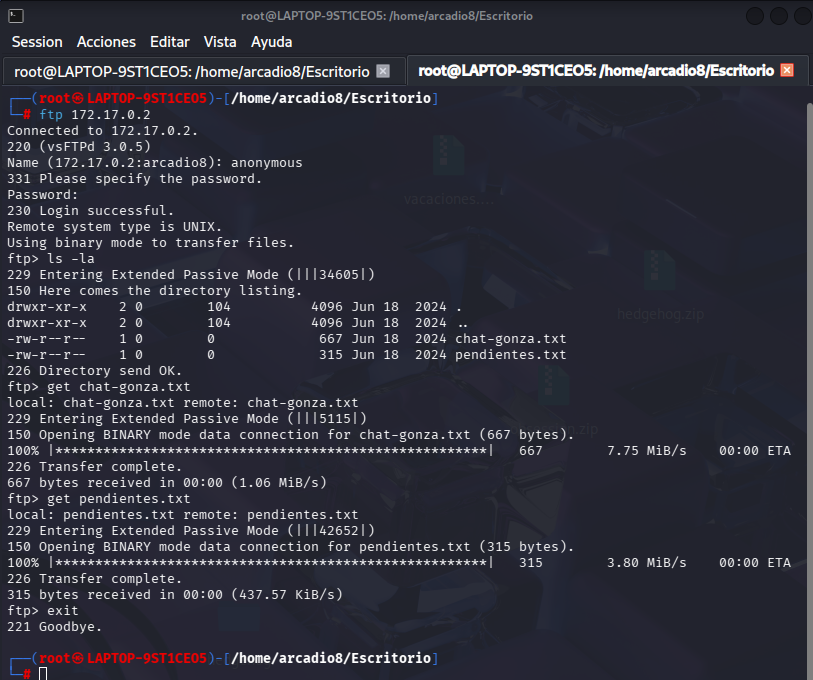 root@LAPTOP-9ST1CEO5: /home/arcadio8/Escritorio
Session Acciones Editar Vista Ayuda
root@LAPTOP-9ST1CEO5: /home/arcadio8/Escritorio
root@LAPTOP-9ST1CEO5: /home/arcadio8/Escritorio
┌──(root㉿LAPTOP-9ST1CEO5)-[/home/arcadio8/Escritorio]
└─# ftp 172.17.0.2
Connected to 172.17.0.2.
220 (vsFTPd 3.0.5)
Name (172.17.0.2:arcadio8): anonymous
331 Please specify the password.
Password:
230 Login successful.
Remote system type is UNIX.
Using binary mode to transfer files.
ftp> ls -la
229 Entering Extended Passive Mode (|||34605|)
150 Here comes the directory listing.
drwxr-xr-x    2 0        104          4096 Jun 18  2024 .
drwxr-xr-x    2 0        104          4096 Jun 18  2024 ..
-rw-r--r--    1 0        0             667 Jun 18  2024 chat-gonza.txt
-rw-r--r--    1 0        0             315 Jun 18  2024 pendientes.txt
226 Directory send OK.
ftp> get chat-gonza.txt
local: chat-gonza.txt remote: chat-gonza.txt
229 Entering Extended Passive Mode (|||5115|)
150 Opening BINARY mode data connection for chat-gonza.txt (667 bytes).
100% |*******************************************************|   667        7.75 MiB/s    00:00 ETA
226 Transfer complete.
667 bytes received in 00:00 (1.06 MiB/s)
ftp> get pendientes.txt
local: pendientes.txt remote: pendientes.txt
229 Entering Extended Passive Mode (|||42652|)
150 Opening BINARY mode data connection for pendientes.txt (315 bytes).
100% |*******************************************************|   315        3.80 MiB/s    00:00 ETA
226 Transfer complete.
315 bytes received in 00:00 (437.57 KiB/s)
ftp> exit
221 Goodbye.
┌──(root㉿LAPTOP-9ST1CEO5)-[/home/arcadio8/Escritorio]
└─#
vacaciones....
hedgehog.zip